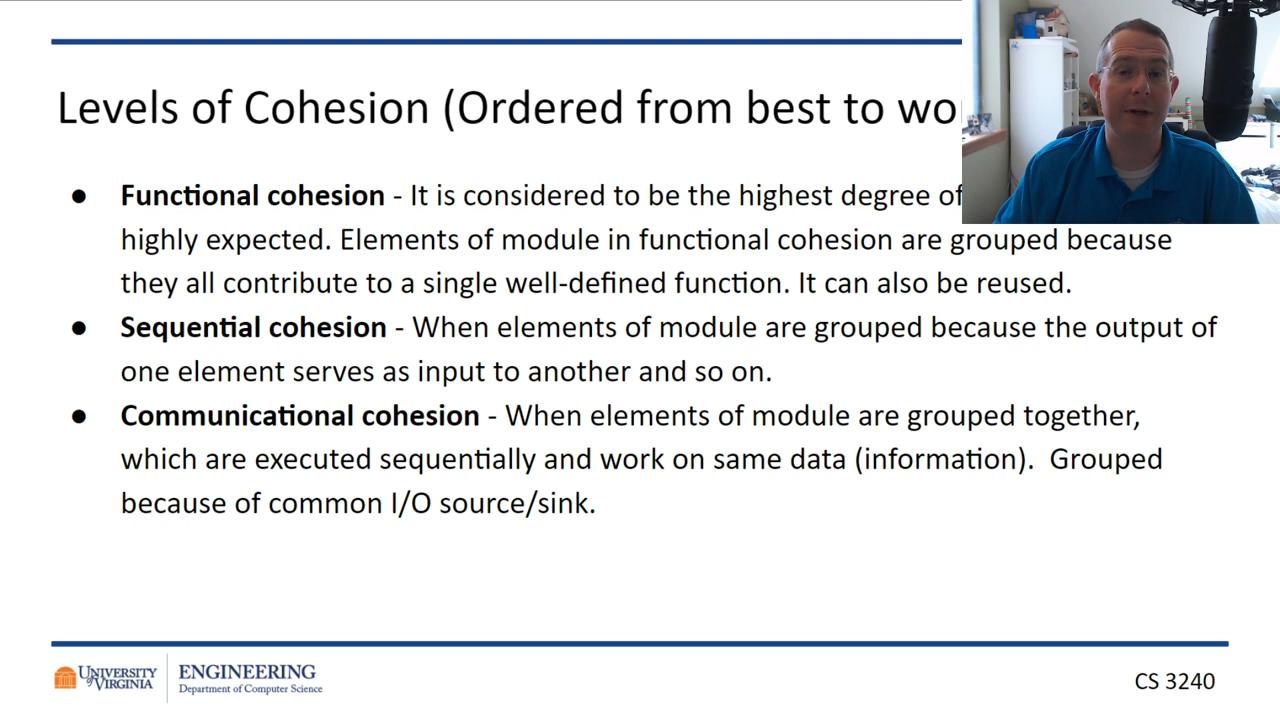 Levels of Cohesion (Ordered from best to
● Functional cohesion - It is considered to be the highest degree of
highly expected. Elements of module in functional cohesion are grouped because
they all contribute to a single well-defined function. It can also be reused.
● Sequential cohesion - When elements of module are grouped because the output of
one element serves as input to another and so on.
● Communicational cohesion - When elements of module are grouped together,
which are executed sequentially and work on same data (information). Grouped
because of common I/O source/sink.
UNIVERSITY
of VIRGINIA
ENGINEERING
Department of Computer Science
CS 3240